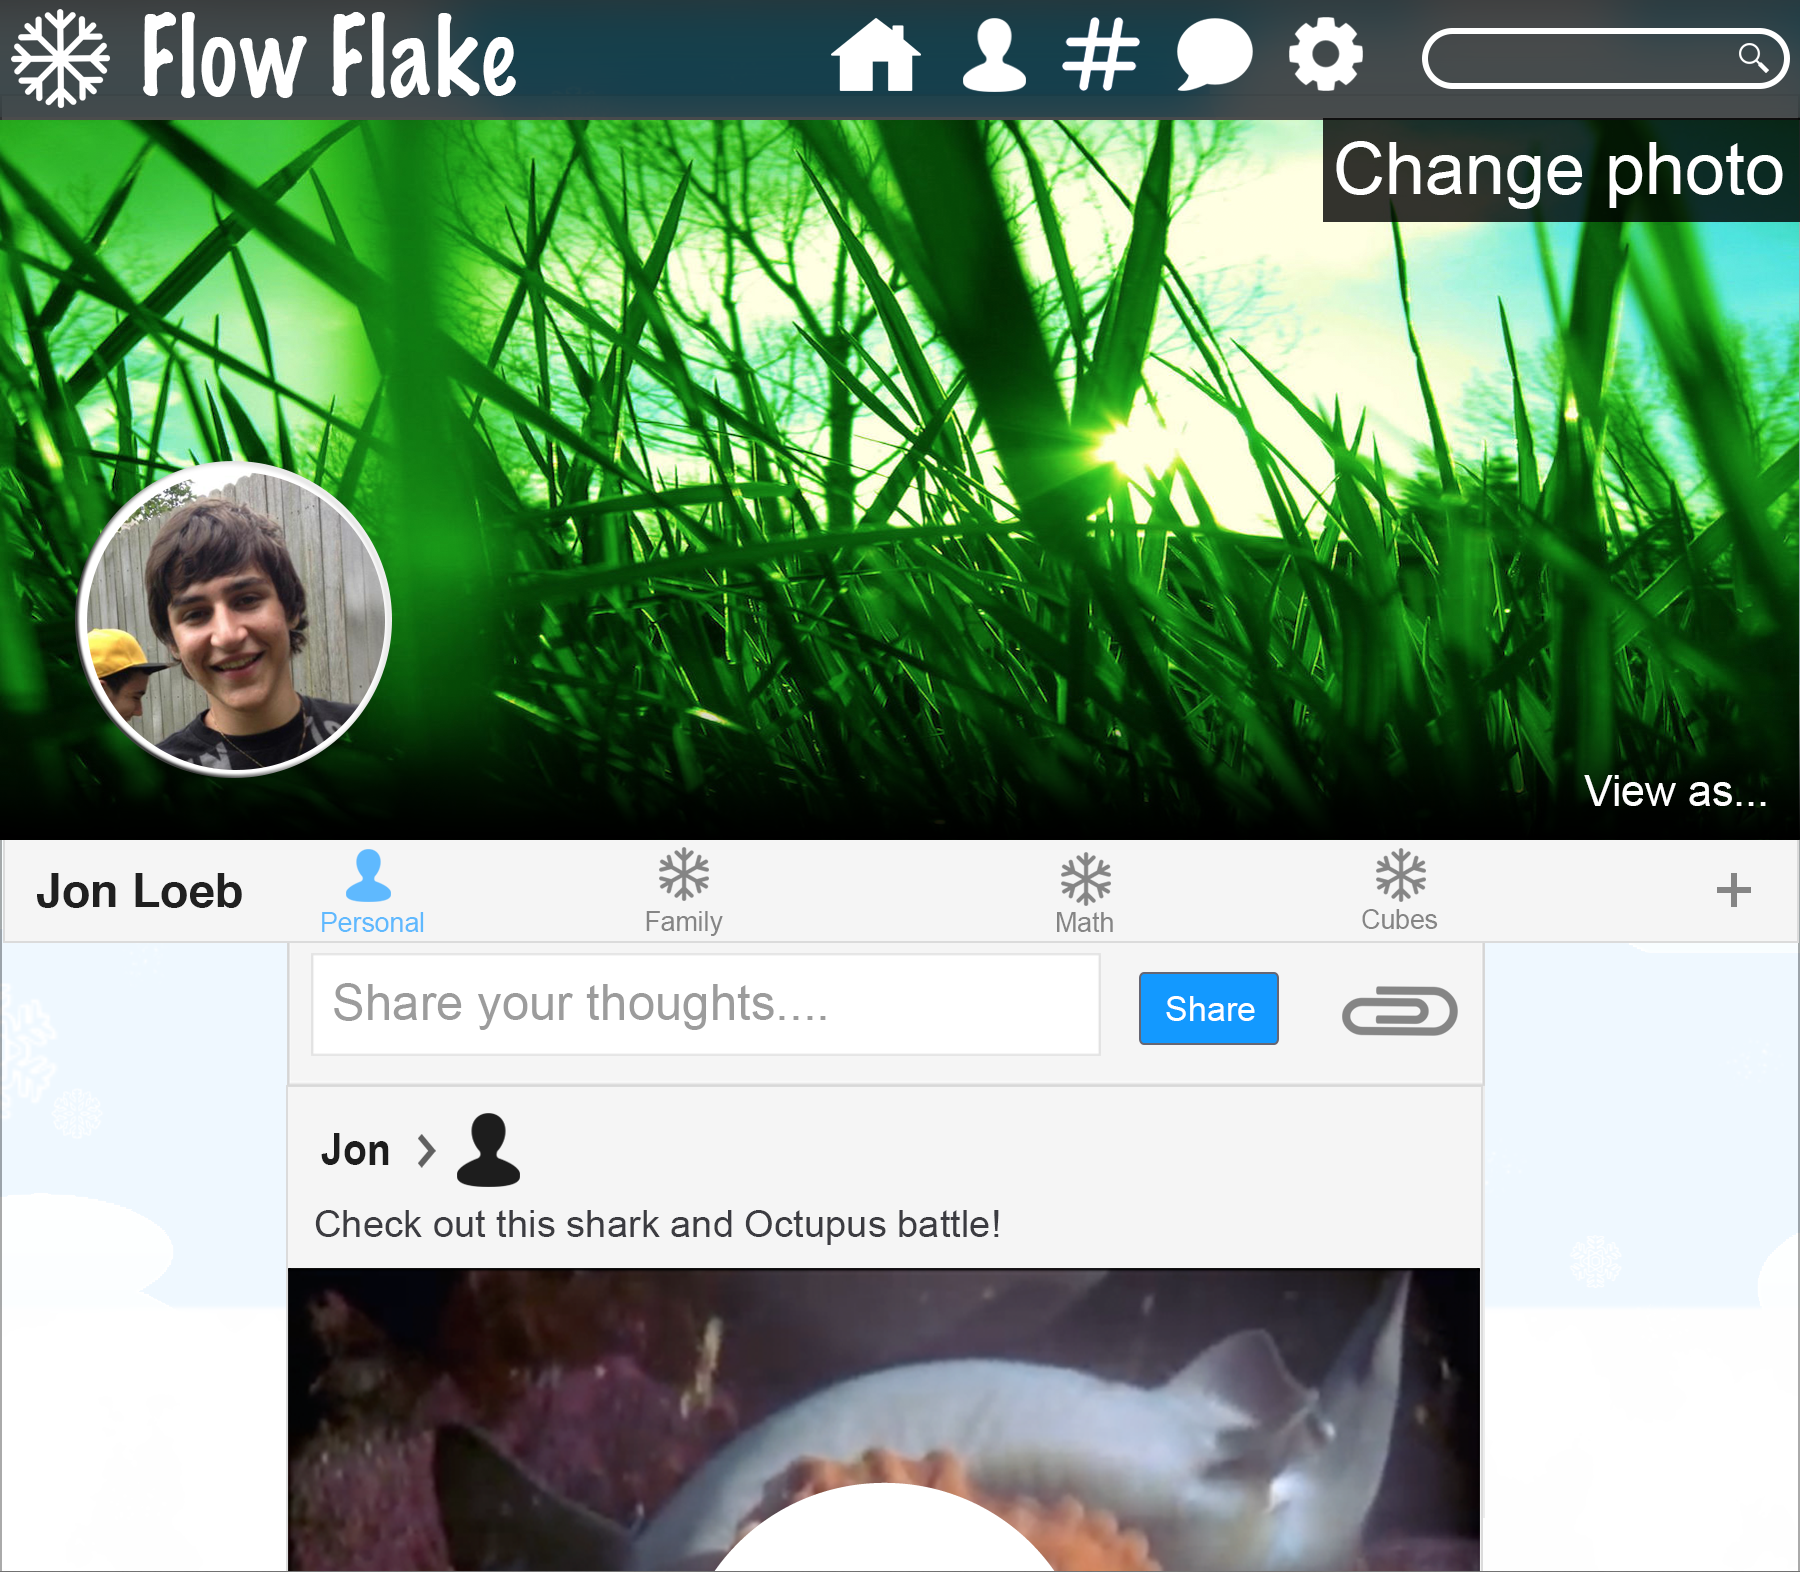 Flow Flake
#
Change photo
View as...
Jon Loeb
Personal
Family
Math
Cubes
+
Share your thoughts....
Share
Jon >
Check out this shark and Octupus battle!